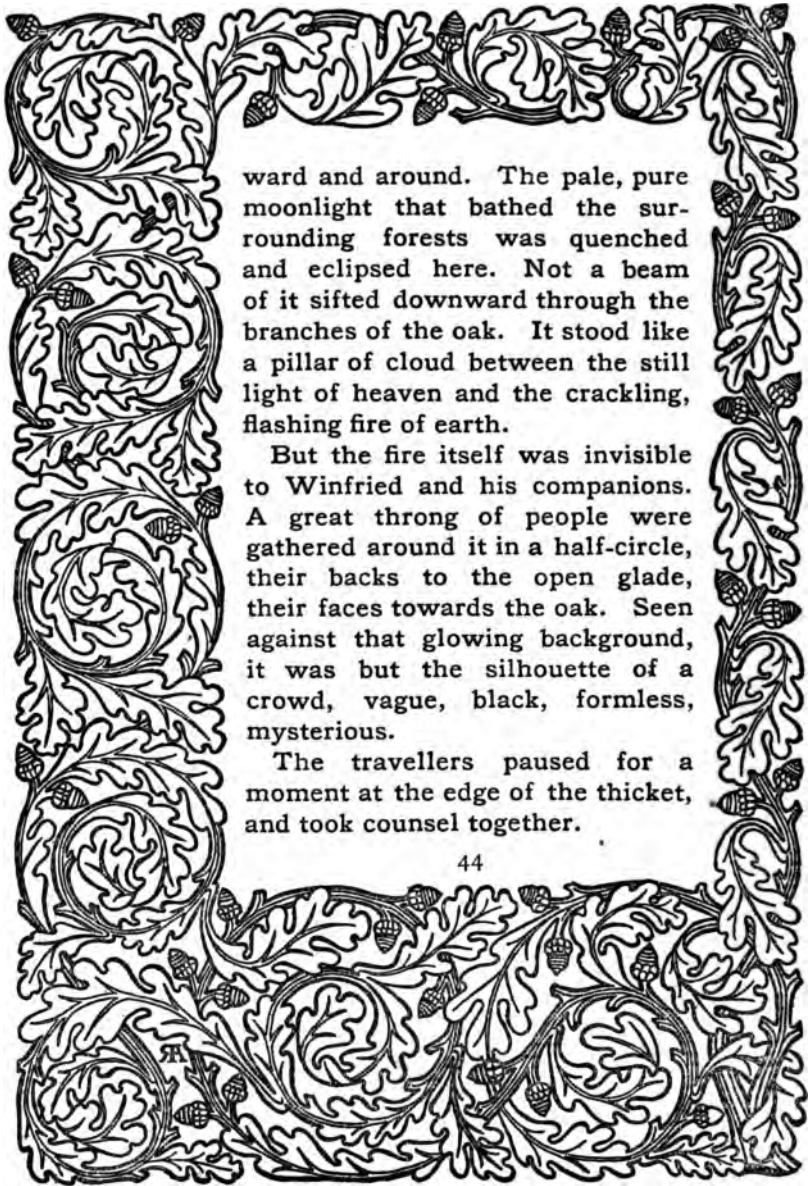 ward and around. The pale, pure
moonlight that bathed the sur-
rounding forests was quenched
and eclipsed here. Not a beam
of it sifted downward through the
branches of the oak. It stood like
a pillar of cloud between the still
light of heaven and the crackling,
flashing fire of earth.
But the fire itself was invisible
to Winfried and his companions.
A great throng of people were
gathered around it in a half-circle,
their backs to the open glade,
their faces towards the oak. Seen
against that glowing background,
it was but the silhouette of a
crowd, vague, black, formless,
mysterious.
The travellers paused for a
moment at the edge of the thicket,
and took counsel together.
44